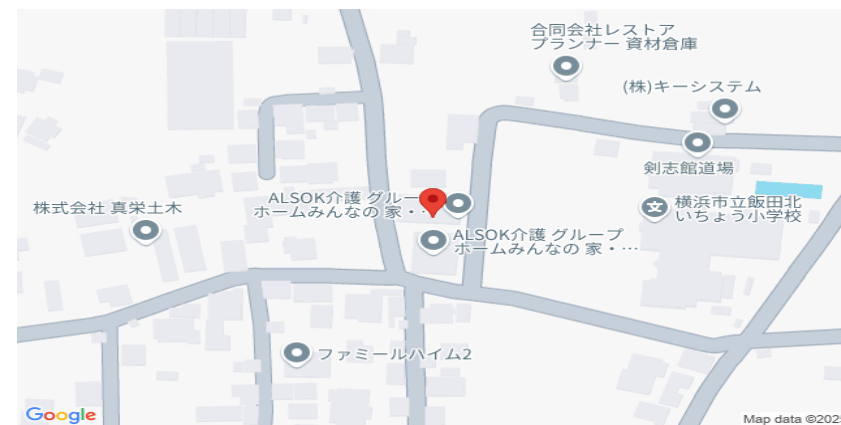 合同会社レストア
プランナー 資材倉庫
(株)キーシステム
剣志館道場
ALSOK介護 グルー
ホームみんなの 家・…
株式会社 真栄土木
横浜市立飯田北
いちょう小学校
文
ALSOK介護 グループ
ホームみんなの 家・…
ファミールハイム2
Google
Map data ©2025